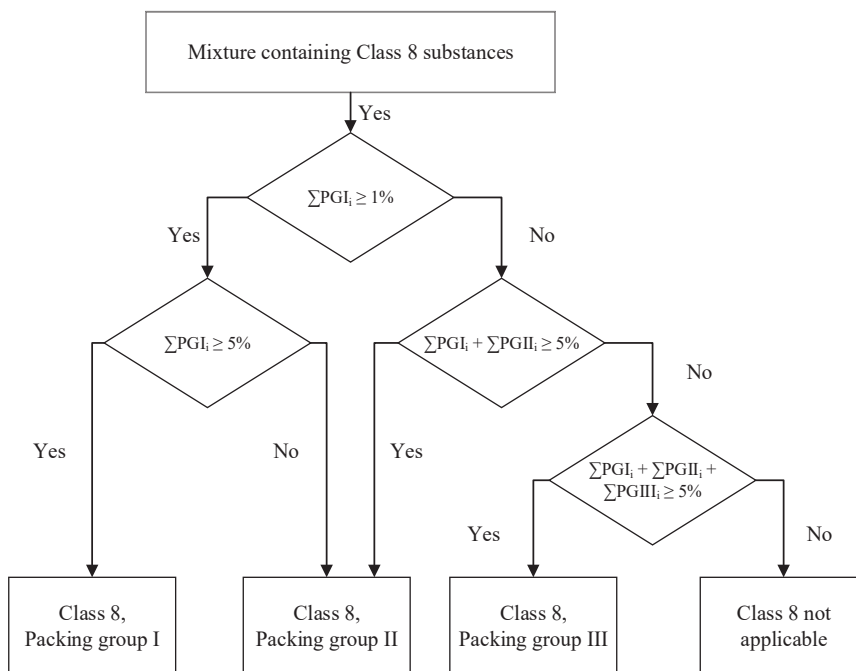 Mixture containing Class 8 substances
Yes
∑PGIᵢ ≥ 1%
Yes
No
∑PGIᵢ ≥ 5%
∑PGIᵢ + ∑PGIIᵢ ≥ 5%
No
Yes
No
Yes
∑PGIᵢ + ∑PGIIᵢ +
∑PGIIIᵢ ≥ 5%
Yes
No
Class 8,
Packing group I
Class 8,
Packing group II
Class 8,
Packing group III
Class 8 not
applicable